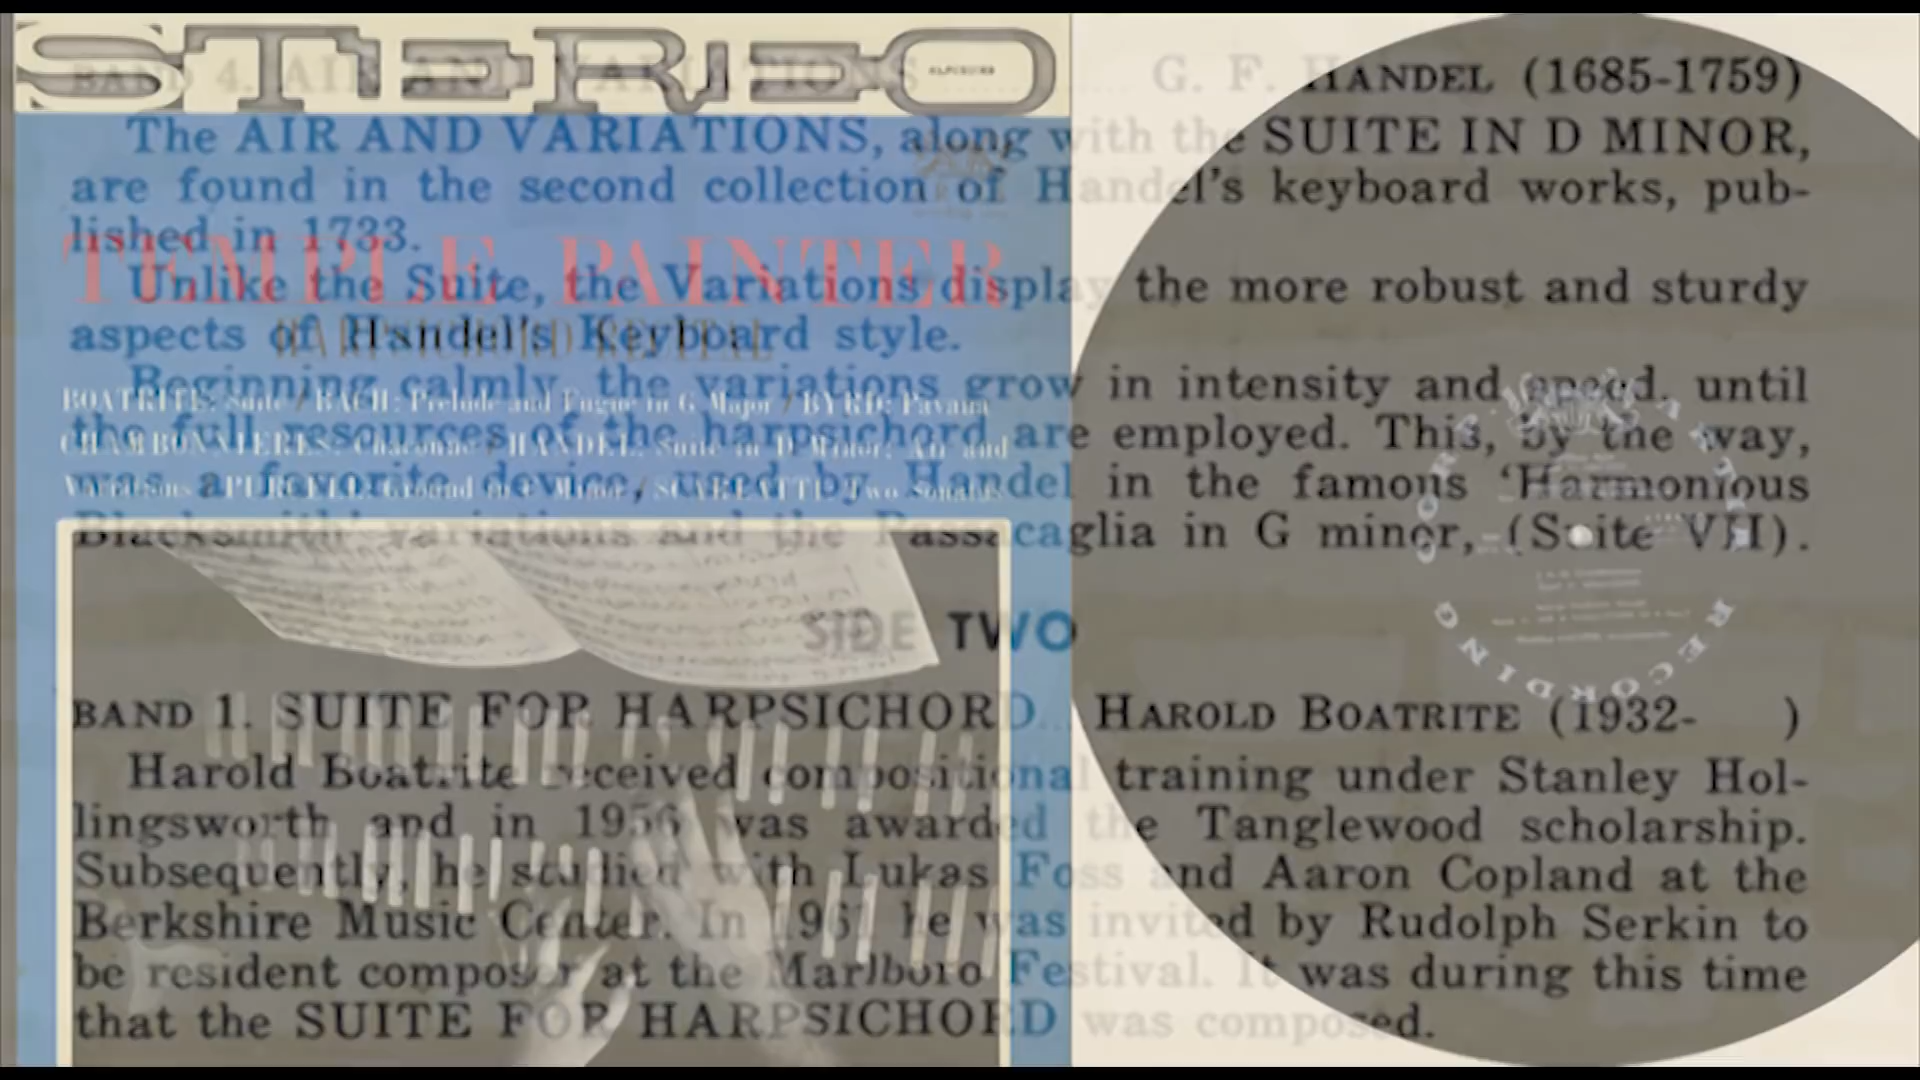 STEREO
BAND 4. AIR AND VARIATIONS ............ G. F. HANDEL (1685-1759)
The AIR AND VARIATIONS, along with the SUITE IN D MINOR,
are found in the second collection of Handel's keyboard works, pub-
lished in 1733.
TEMPLE PAINTER
Unlike the Suite, the Variations display the more robust and sturdy
HARPSICHORD RECITAL
aspects of Handel's Keyboard style.
Beginning calmly, the variations grow in intensity and speed, until
BOATRITE: Suite / BACH: Prelude and Fugue in G Major / BYRD: Pavana
the full resources of the harpsichord are employed. This, by the way,
CHAMBONNIERES: Chaconne / HANDEL: Suite in D Minor; Air and
was a favorite device, used by Handel in the famous 'Harmonious
Variations / PURCELL: Ground in C Minor / SCARLATTI: Two Sonatas
Blacksmith' variations and the Passacaglia in G minor, (Suite VII).
SIDE TWO
BAND 1. SUITE FOR HARPSICHORD... HAROLD BOATRITE (1932- )
Harold Boatrite received compositional training under Stanley Hol-
lingsworth and in 1956 was awarded the Tanglewood scholarship.
Subsequently, he studied with Lukas Foss and Aaron Copland at the
Berkshire Music Center. In 1961 he was invited by Rudolph Serkin to
be resident composer at the Marlboro Festival. It was during this time
that the SUITE FOR HARPSICHORD was composed.
RECORDING